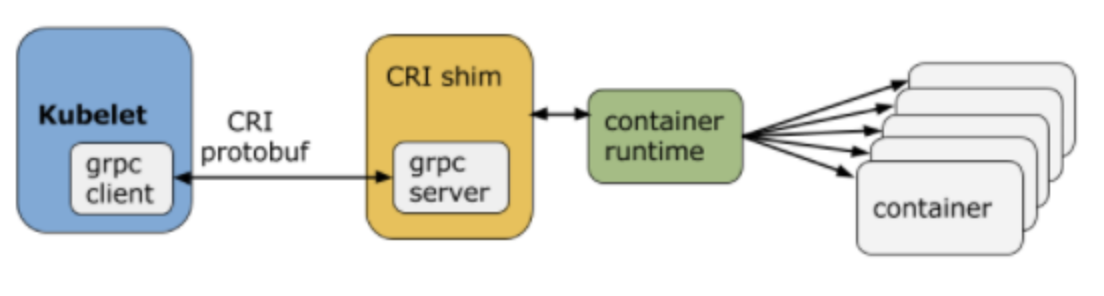 Kubelet
grpc
client
CRI
protobuf
CRI shim
grpc
server
container
runtime
container